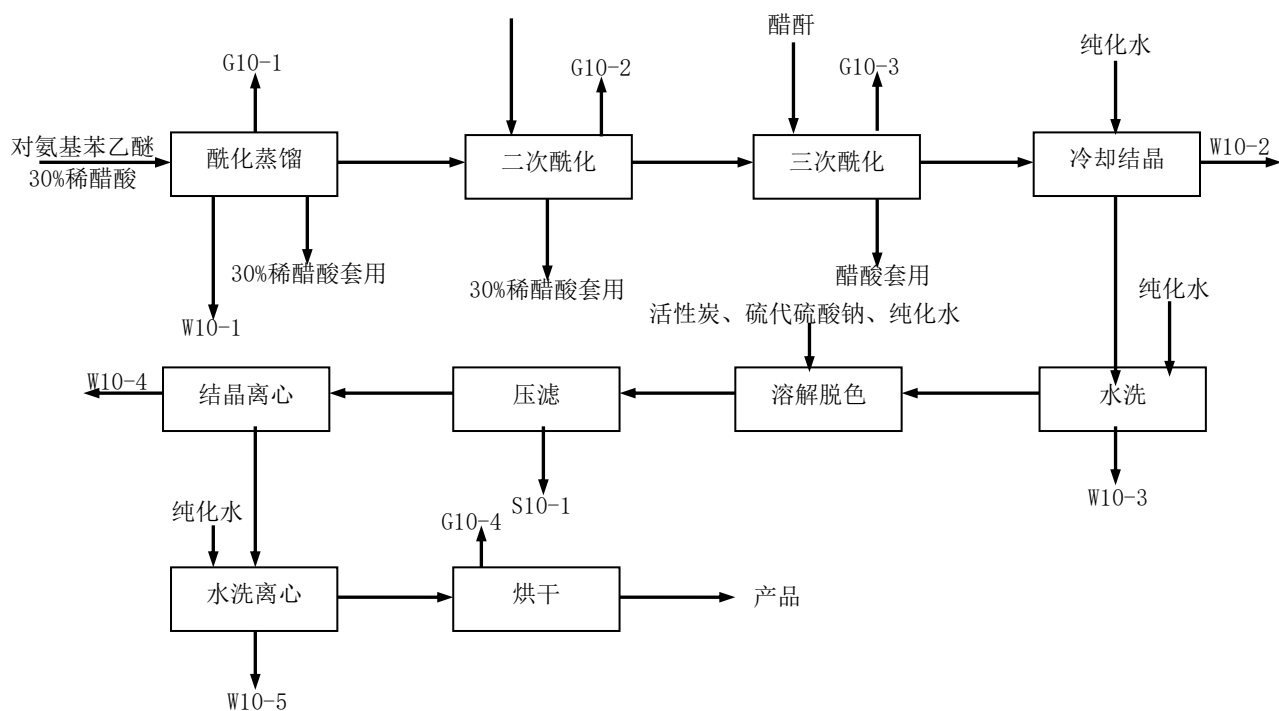 醋酐
纯化水
G10-1
G10-2
G10-3
对氨基苯乙醚
30%稀醋酸
酰化蒸馏
二次酰化
三次酰化
冷却结晶
W10-2
30%稀醋酸套用
30%稀醋酸套用
醋酸套用
纯化水
W10-1
活性炭、硫代硫酸钠、纯化水
W10-4
结晶离心
压滤
溶解脱色
水洗
W10-3
纯化水
S10-1
G10-4
水洗离心
烘干
产品
W10-5